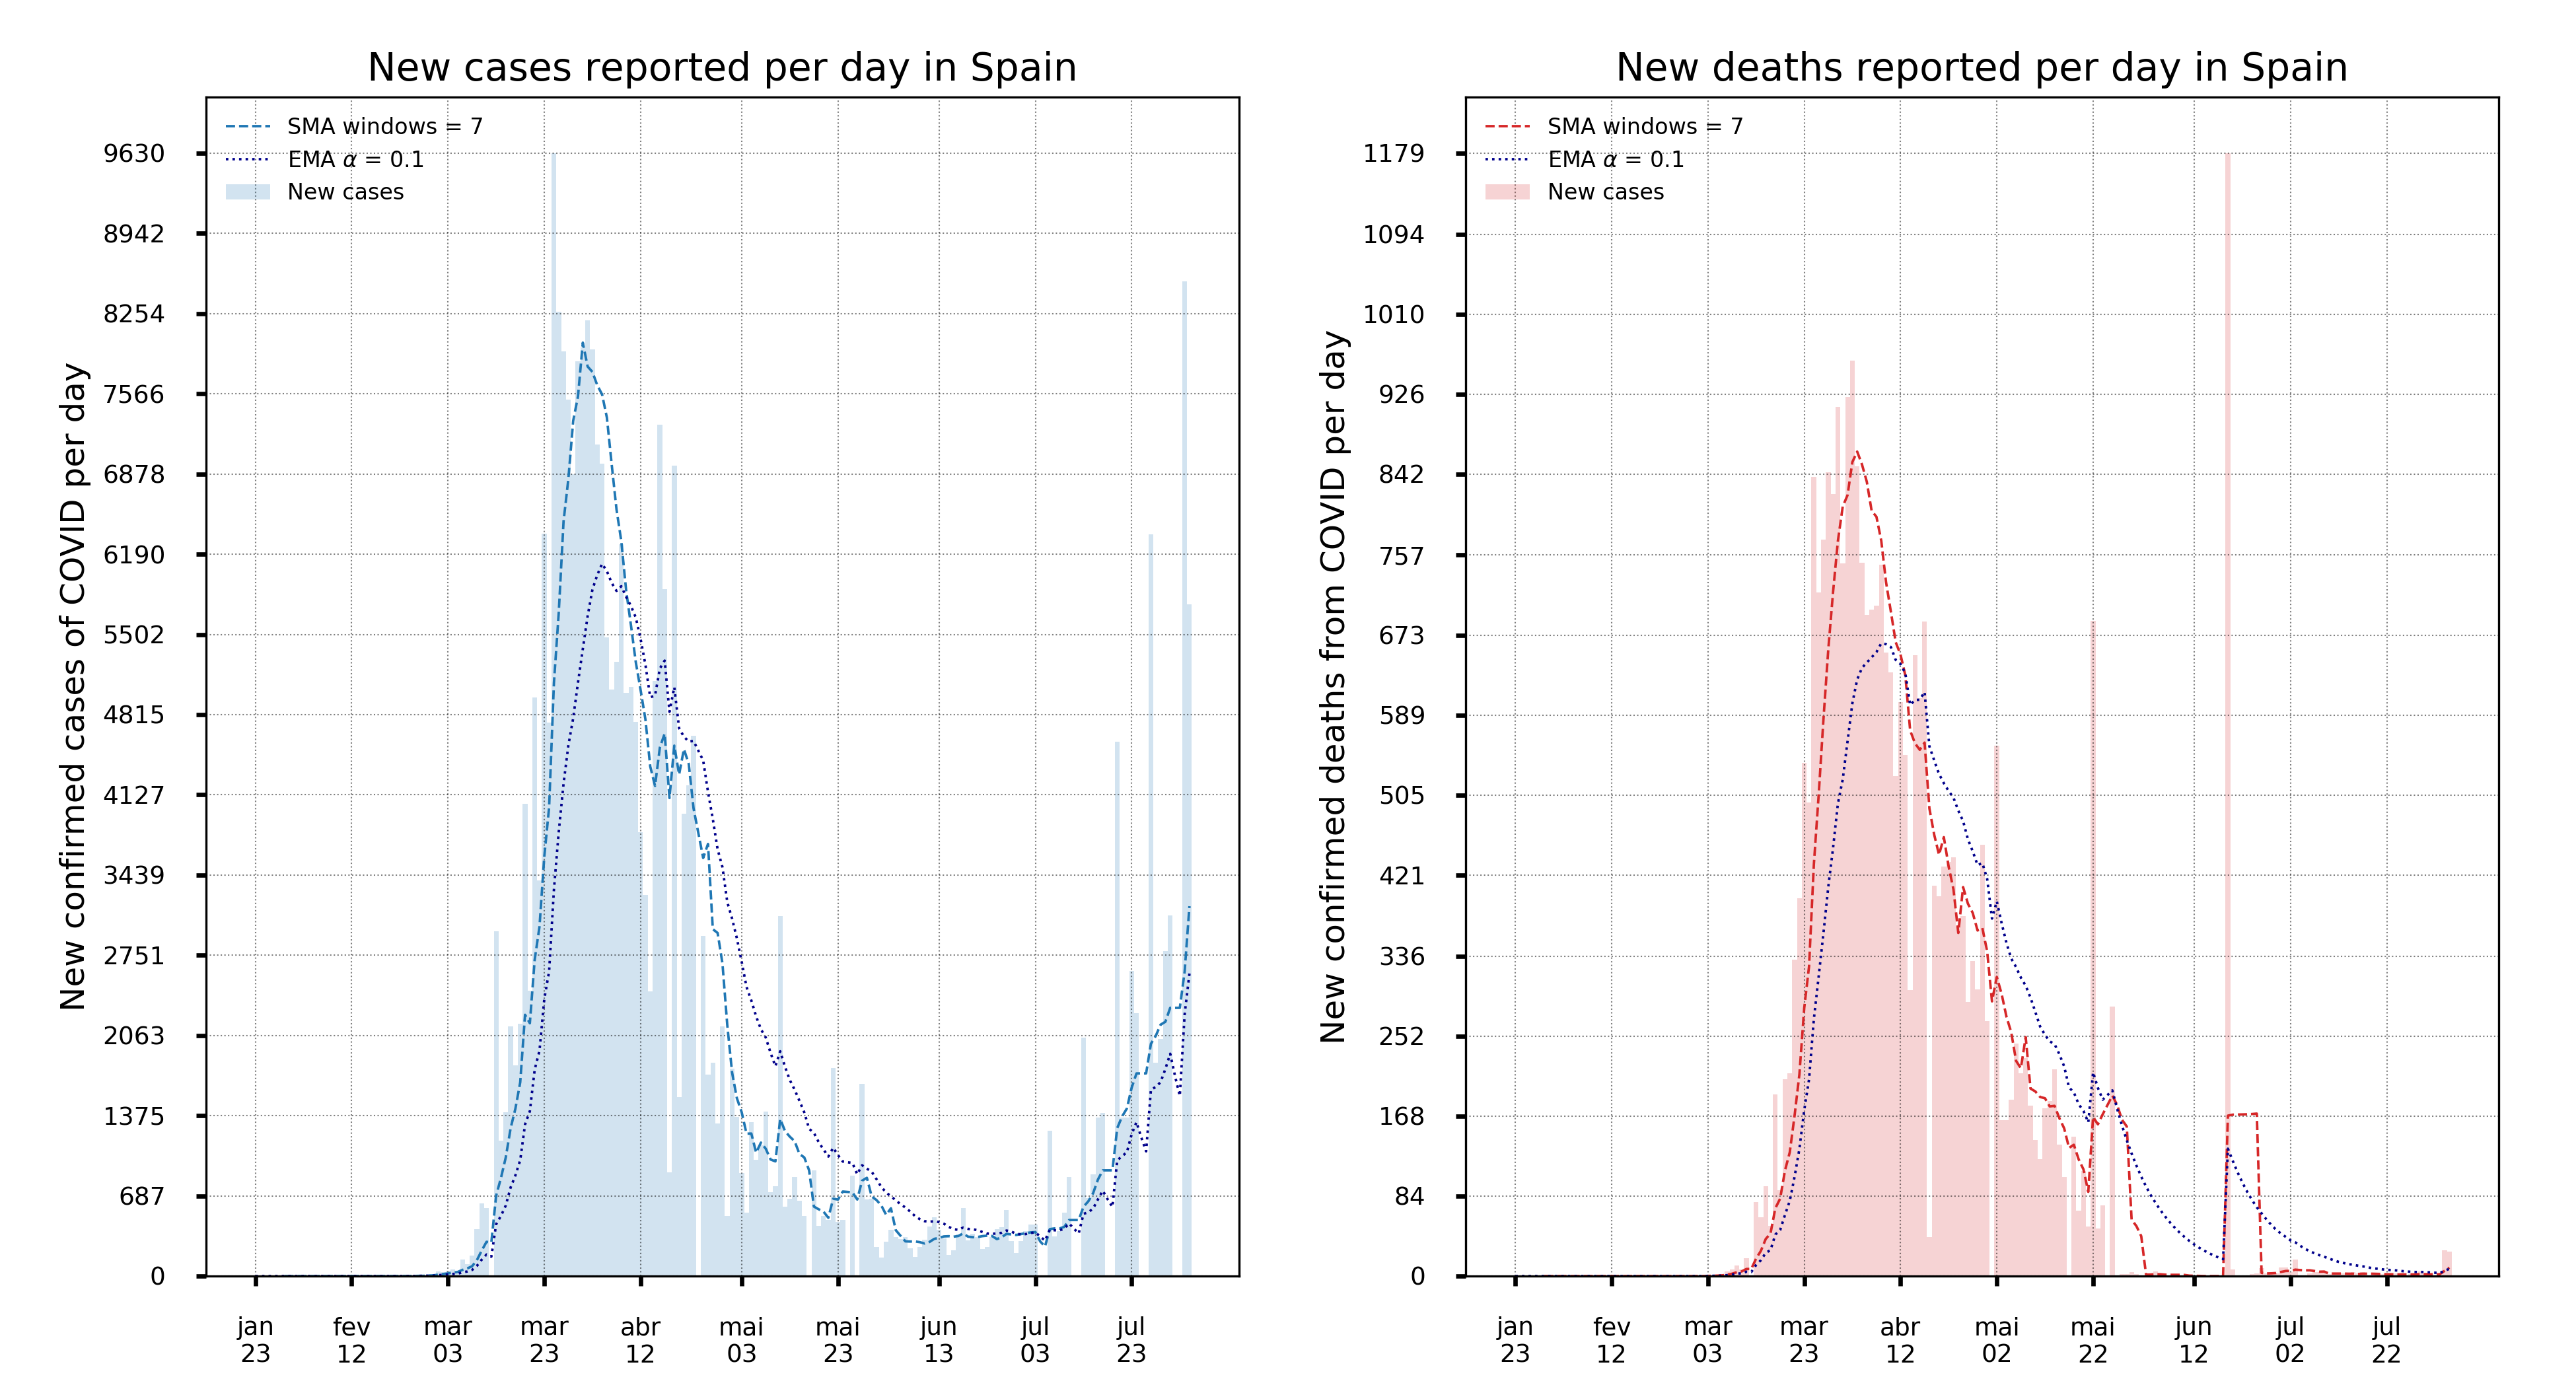 New cases reported per day in Spain
SMA windows = 7
EMA α = 0.1
New cases
New confirmed cases of COVID per day
9630
8942
8254
7566
6878
6190
5502
4815
4127
3439
2751
2063
1375
687
0
jan 23
fev 12
mar 03
mar 23
abr 12
mai 03
mai 23
jun 13
jul 03
jul 23
New deaths reported per day in Spain
SMA windows = 7
EMA α = 0.1
New cases
New confirmed deaths from COVID per day
1179
1094
1010
926
842
757
673
589
505
421
336
252
168
84
0
jan 23
fev 12
mar 03
mar 23
abr 12
mai 02
mai 22
jun 12
jul 02
jul 22